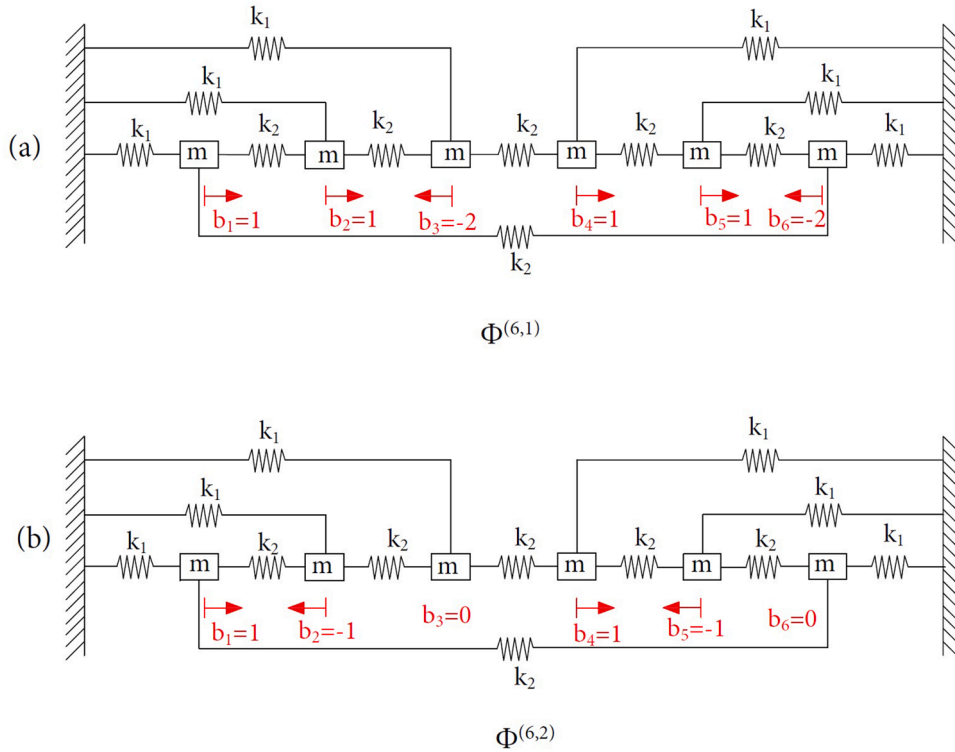 k₁ k₁
k₁ k₁
(a) k₁ k₂ k₂ k₂ k₂ k₂ k₁
m m m m m m
b₁=1 b₂=1 b₃=-2 b₄=1 b₅=1 b₆=-2
k₂
Φ⁽⁶,¹⁾
k₁ k₁
k₁ k₁
(b) k₁ k₂ k₂ k₂ k₂ k₂ k₁
m m m m m m
b₁=1 b₂=-1 b₃=0 b₄=1 b₅=-1 b₆=0
k₂
Φ⁽⁶,²⁾